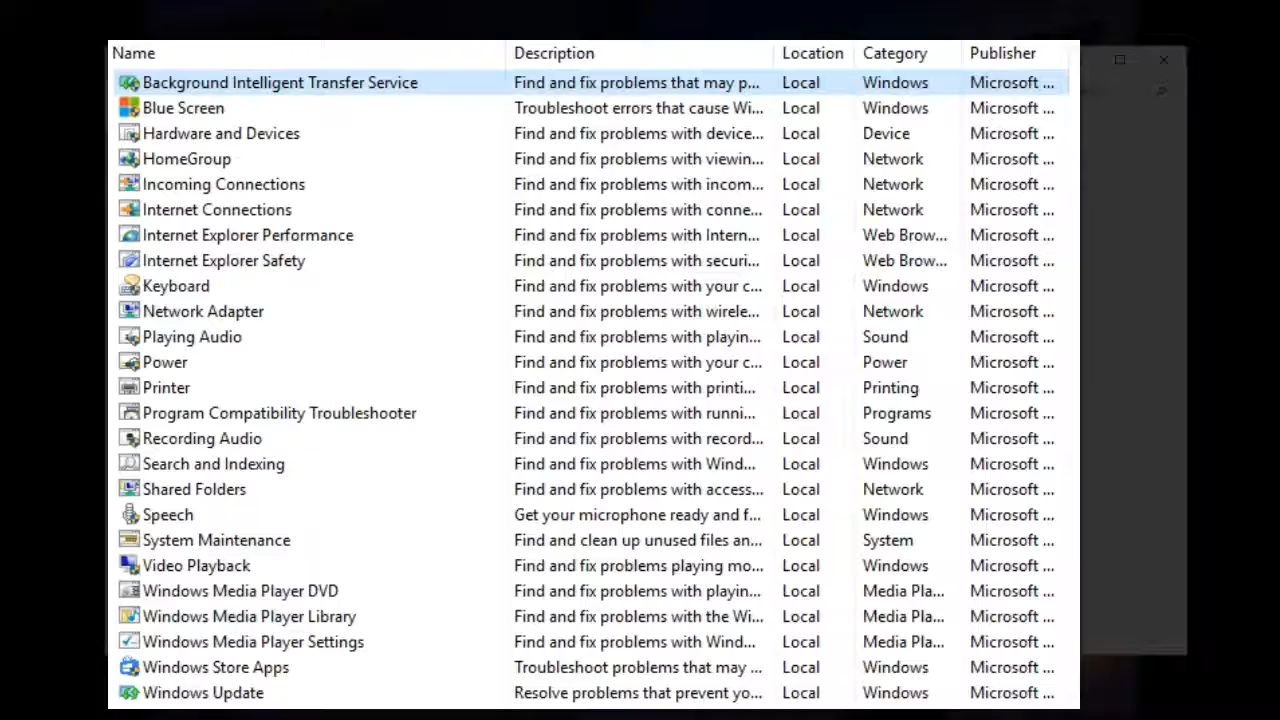 Name Description Location Category Publisher
Background Intelligent Transfer Service Find and fix problems that may p... Local Windows Microsoft ...
Blue Screen Troubleshoot errors that cause Wi... Local Windows Microsoft ...
Hardware and Devices Find and fix problems with device... Local Device Microsoft ...
HomeGroup Find and fix problems with viewin... Local Network Microsoft ...
Incoming Connections Find and fix problems with incom... Local Network Microsoft ...
Internet Connections Find and fix problems with conne... Local Network Microsoft ...
Internet Explorer Performance Find and fix problems with Intern... Local Web Brow... Microsoft ...
Internet Explorer Safety Find and fix problems with securi... Local Web Brow... Microsoft ...
Keyboard Find and fix problems with your c... Local Windows Microsoft ...
Network Adapter Find and fix problems with wirele... Local Network Microsoft ...
Playing Audio Find and fix problems with playin... Local Sound Microsoft ...
Power Find and fix problems with your c... Local Power Microsoft ...
Printer Find and fix problems with printi... Local Printing Microsoft ...
Program Compatibility Troubleshooter Find and fix problems with runni... Local Programs Microsoft ...
Recording Audio Find and fix problems with record... Local Sound Microsoft ...
Search and Indexing Find and fix problems with Wind... Local Windows Microsoft ...
Shared Folders Find and fix problems with access... Local Network Microsoft ...
Speech Get your microphone ready and f... Local Windows Microsoft ...
System Maintenance Find and clean up unused files an... Local System Microsoft ...
Video Playback Find and fix problems playing mo... Local Windows Microsoft ...
Windows Media Player DVD Find and fix problems with playin... Local Media Pla... Microsoft ...
Windows Media Player Library Find and fix problems with the Wi... Local Media Pla... Microsoft ...
Windows Media Player Settings Find and fix problems with Wind... Local Media Pla... Microsoft ...
Windows Store Apps Troubleshoot problems that may ... Local Windows Microsoft ...
Windows Update Resolve problems that prevent yo... Local Windows Microsoft ...